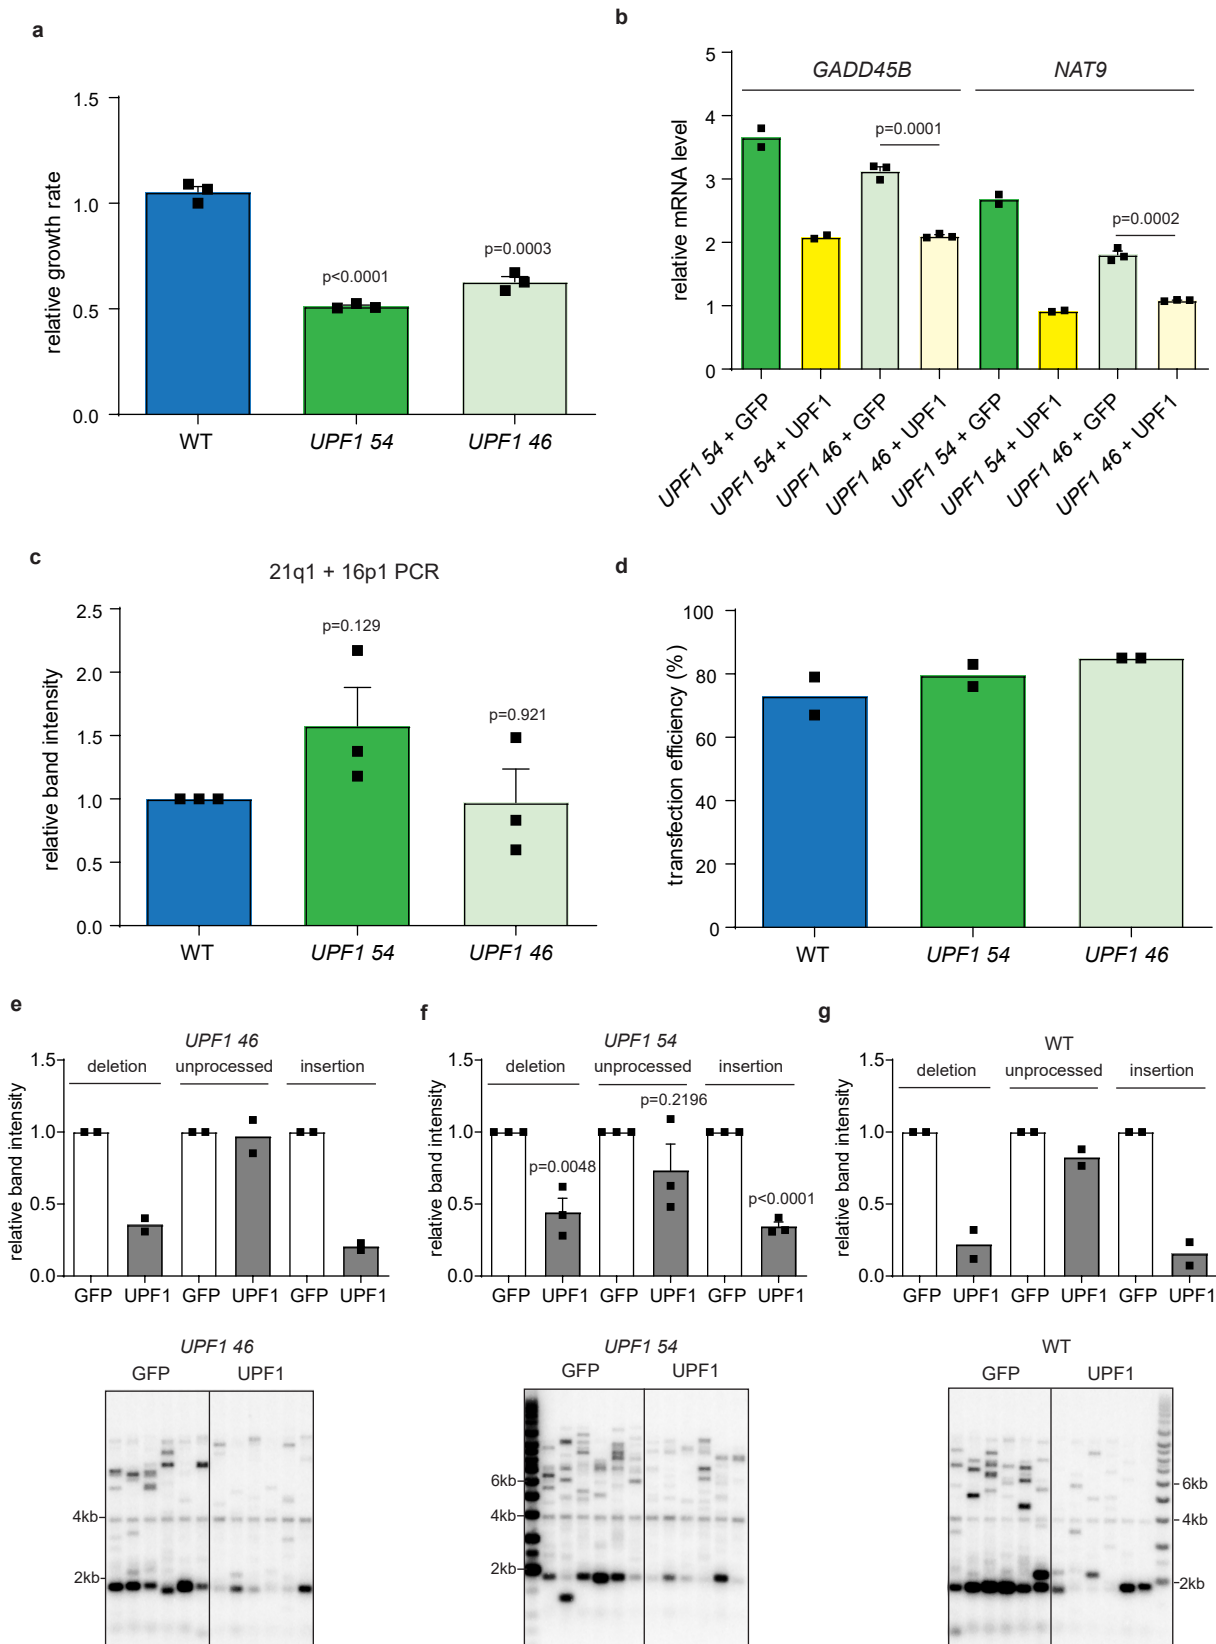 a
relative growth rate
1.5
1.0
0.5
0.0
p<0.0001
p=0.0003
WT
UPF1 54
UPF1 46
b
relative mRNA level
5
4
3
2
1
0
GADD45B
NAT9
p=0.0001
p=0.0002
UPF1 54 + GFP
UPF1 54 + UPF1
UPF1 46 + GFP
UPF1 46 + UPF1
UPF1 54 + GFP
UPF1 54 + UPF1
UPF1 46 + GFP
UPF1 46 + UPF1
c
21q1 + 16p1 PCR
relative band intensity
2.5
2.0
1.5
1.0
0.5
0.0
p=0.129
p=0.921
WT
UPF1 54
UPF1 46
d
transfection efficiency (%)
100
80
60
40
20
0
WT
UPF1 54
UPF1 46
e
UPF1 46
deletion
unprocessed
insertion
relative band intensity
1.5
1.0
0.5
0.0
GFP UPF1 GFP UPF1 GFP UPF1
UPF1 46
GFP
UPF1
4kb
2kb
f
UPF1 54
deletion
unprocessed
insertion
relative band intensity
1.5
1.0
0.5
0.0
p=0.0048
p=0.2196
p<0.0001
GFP UPF1 GFP UPF1 GFP UPF1
UPF1 54
GFP
UPF1
6kb
4kb
2kb
g
WT
deletion
unprocessed
insertion
relative band intensity
1.5
1.0
0.5
0.0
GFP UPF1 GFP UPF1 GFP UPF1
WT
GFP
UPF1
6kb
4kb
2kb